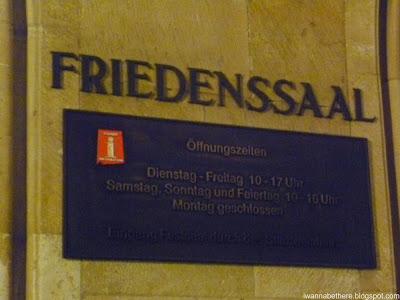 FRIEDENSSAAL
i
Öffnungszeiten
Dienstag - Freitag 10 - 17 Uhr
Samstag, Sonntag und Feiertag 10 - 16 Uhr
Montag geschlossen
Eingang
iwannabethere.blogspot.com